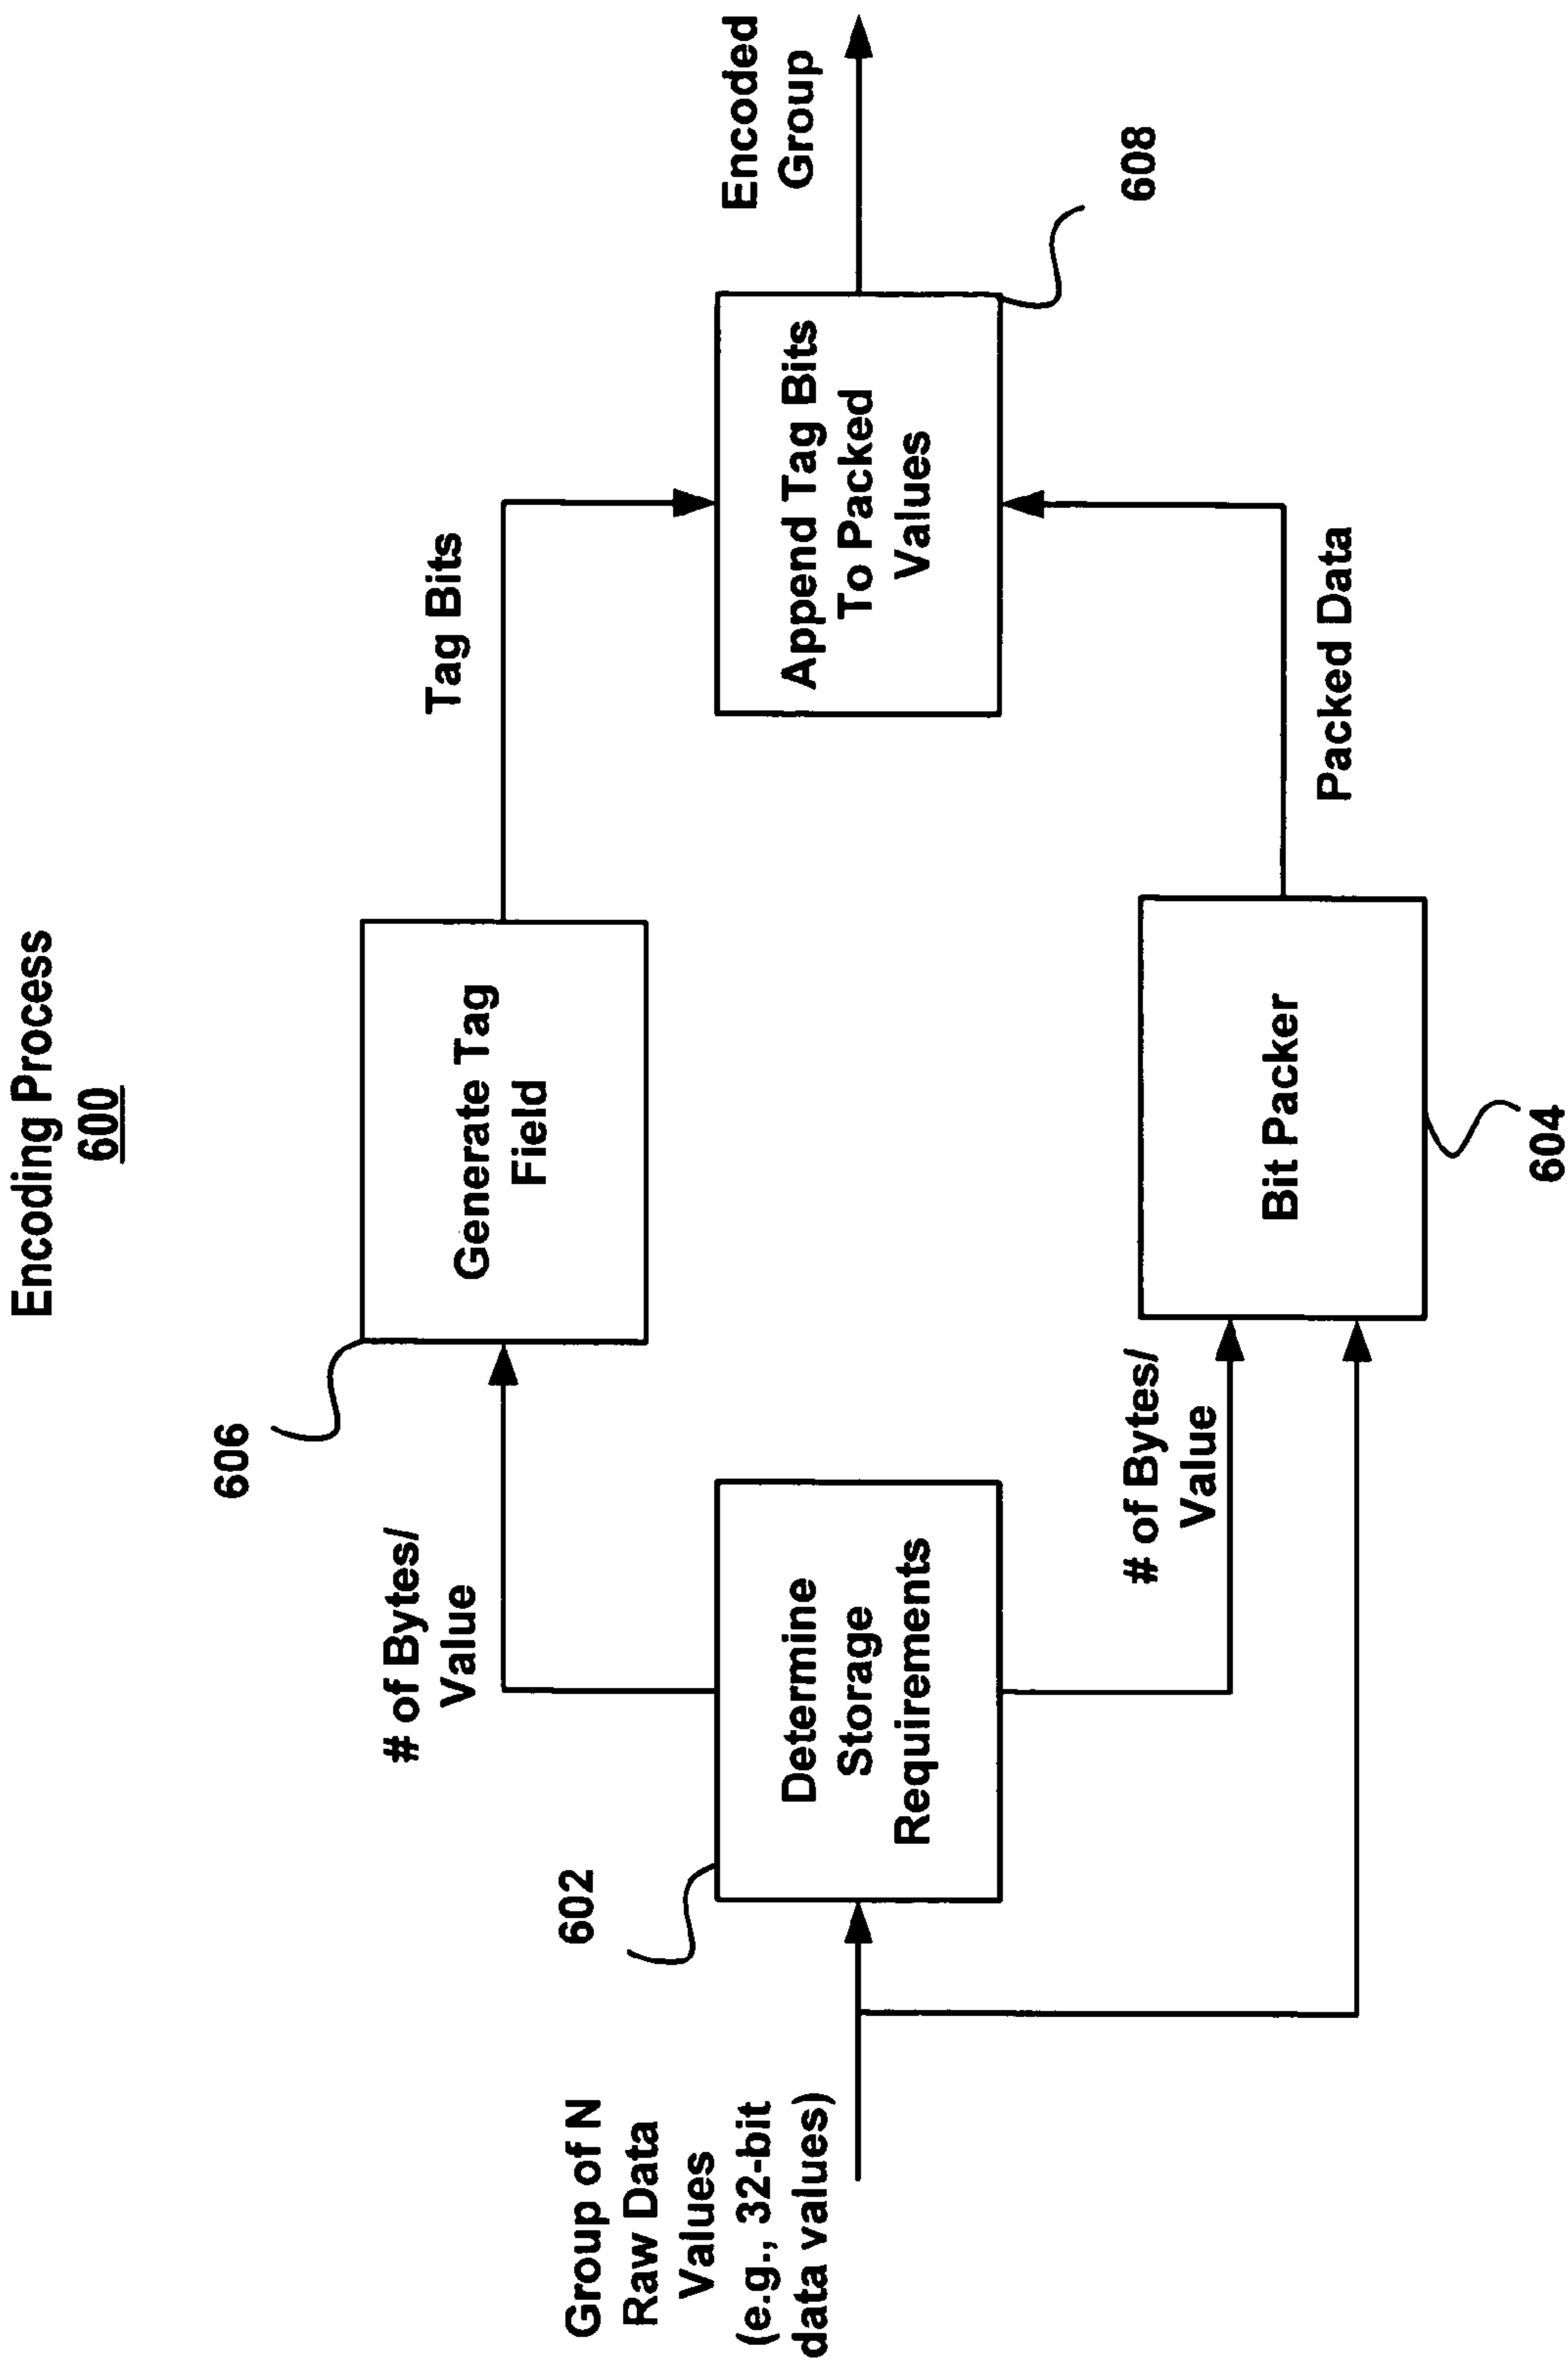 Encoding Process
600
Group of N
Raw Data
Values
(e.g., 32-bit
data values)
602
Determine
Storage
Requirements
# of Bytes/
Value
606
Generate Tag
Field
# of Bytes/
Value
Bit Packer
604
Tag Bits
Packed Data
Append Tag Bits
To Packed
Values
608
Encoded
Group